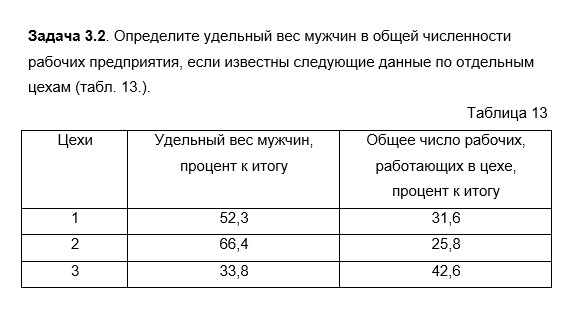 Задача 3.2. Определите удельный вес мужчин в общей численности
рабочих предприятия, если известны следующие данные по отдельным
цехам (табл. 13.).
Таблица 13
Цехи Удельный вес мужчин, Общее число рабочих,
процент к итогу работающих в цехе,
процент к итогу
1 52,3 31,6
2 66,4 25,8
3 33,8 42,6